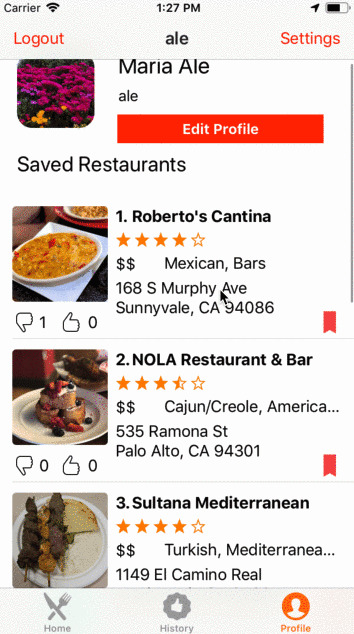 Carrier 1:27 PM
Logout ale Settings
Maria Ale
ale
Edit Profile
Saved Restaurants
1. Roberto's Cantina
$$ Mexican, Bars
168 S Murphy Ave
Sunnyvale, CA 94086
1 0
2. NOLA Restaurant & Bar
$$ Cajun/Creole, America...
535 Ramona St
Palo Alto, CA 94301
0 0
3. Sultana Mediterranean
$$ Turkish, Mediterranea...
1149 El Camino Real
Home History Profile